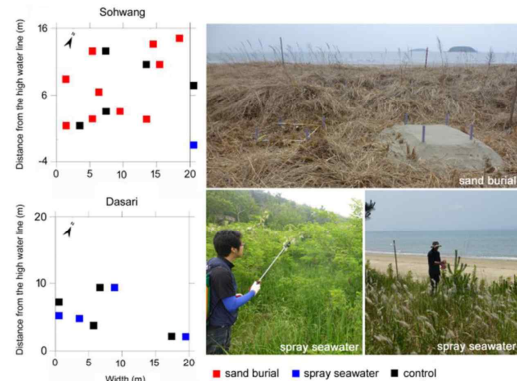 Sohwang
Distance from the high water line (m)
16
6
-4
0
5
10
15
20
N
sand burial
Dasari
Distance from the high water line (m)
20
10
0
0
5
10
15
20
Width (m)
spray seawater
spray seawater
sand burial
spray seawater
control